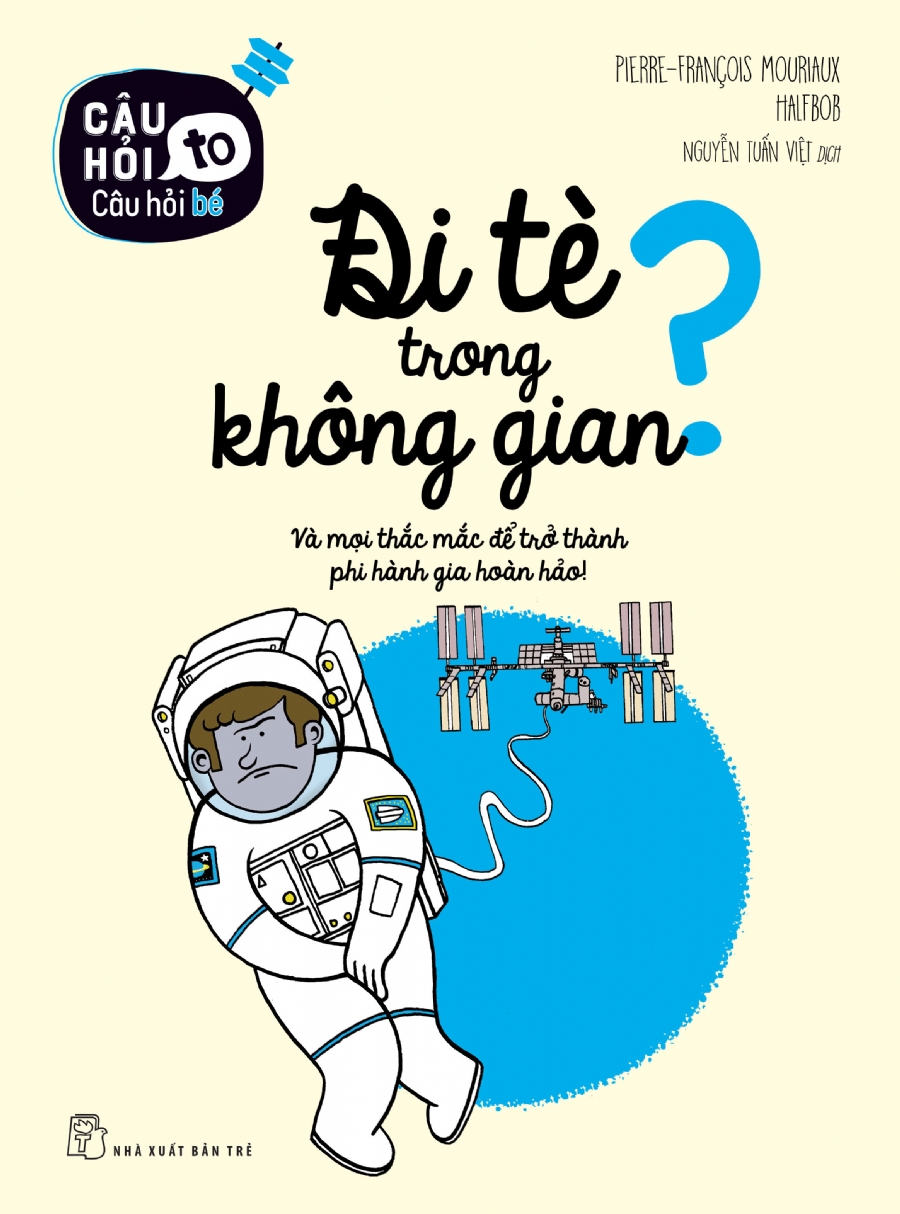 CÂU
HỎI to
Câu hỏi bé
PIERRE-FRANÇOIS MOURIAUX
HALFBOB
NGUYỄN TUẤN VIỆT DỊCH
Đi tè
trong
không gian?
Và mọi thắc mắc để trở thành
phi hành gia hoàn hảo!
T
NHÀ XUẤT BẢN TRẺ